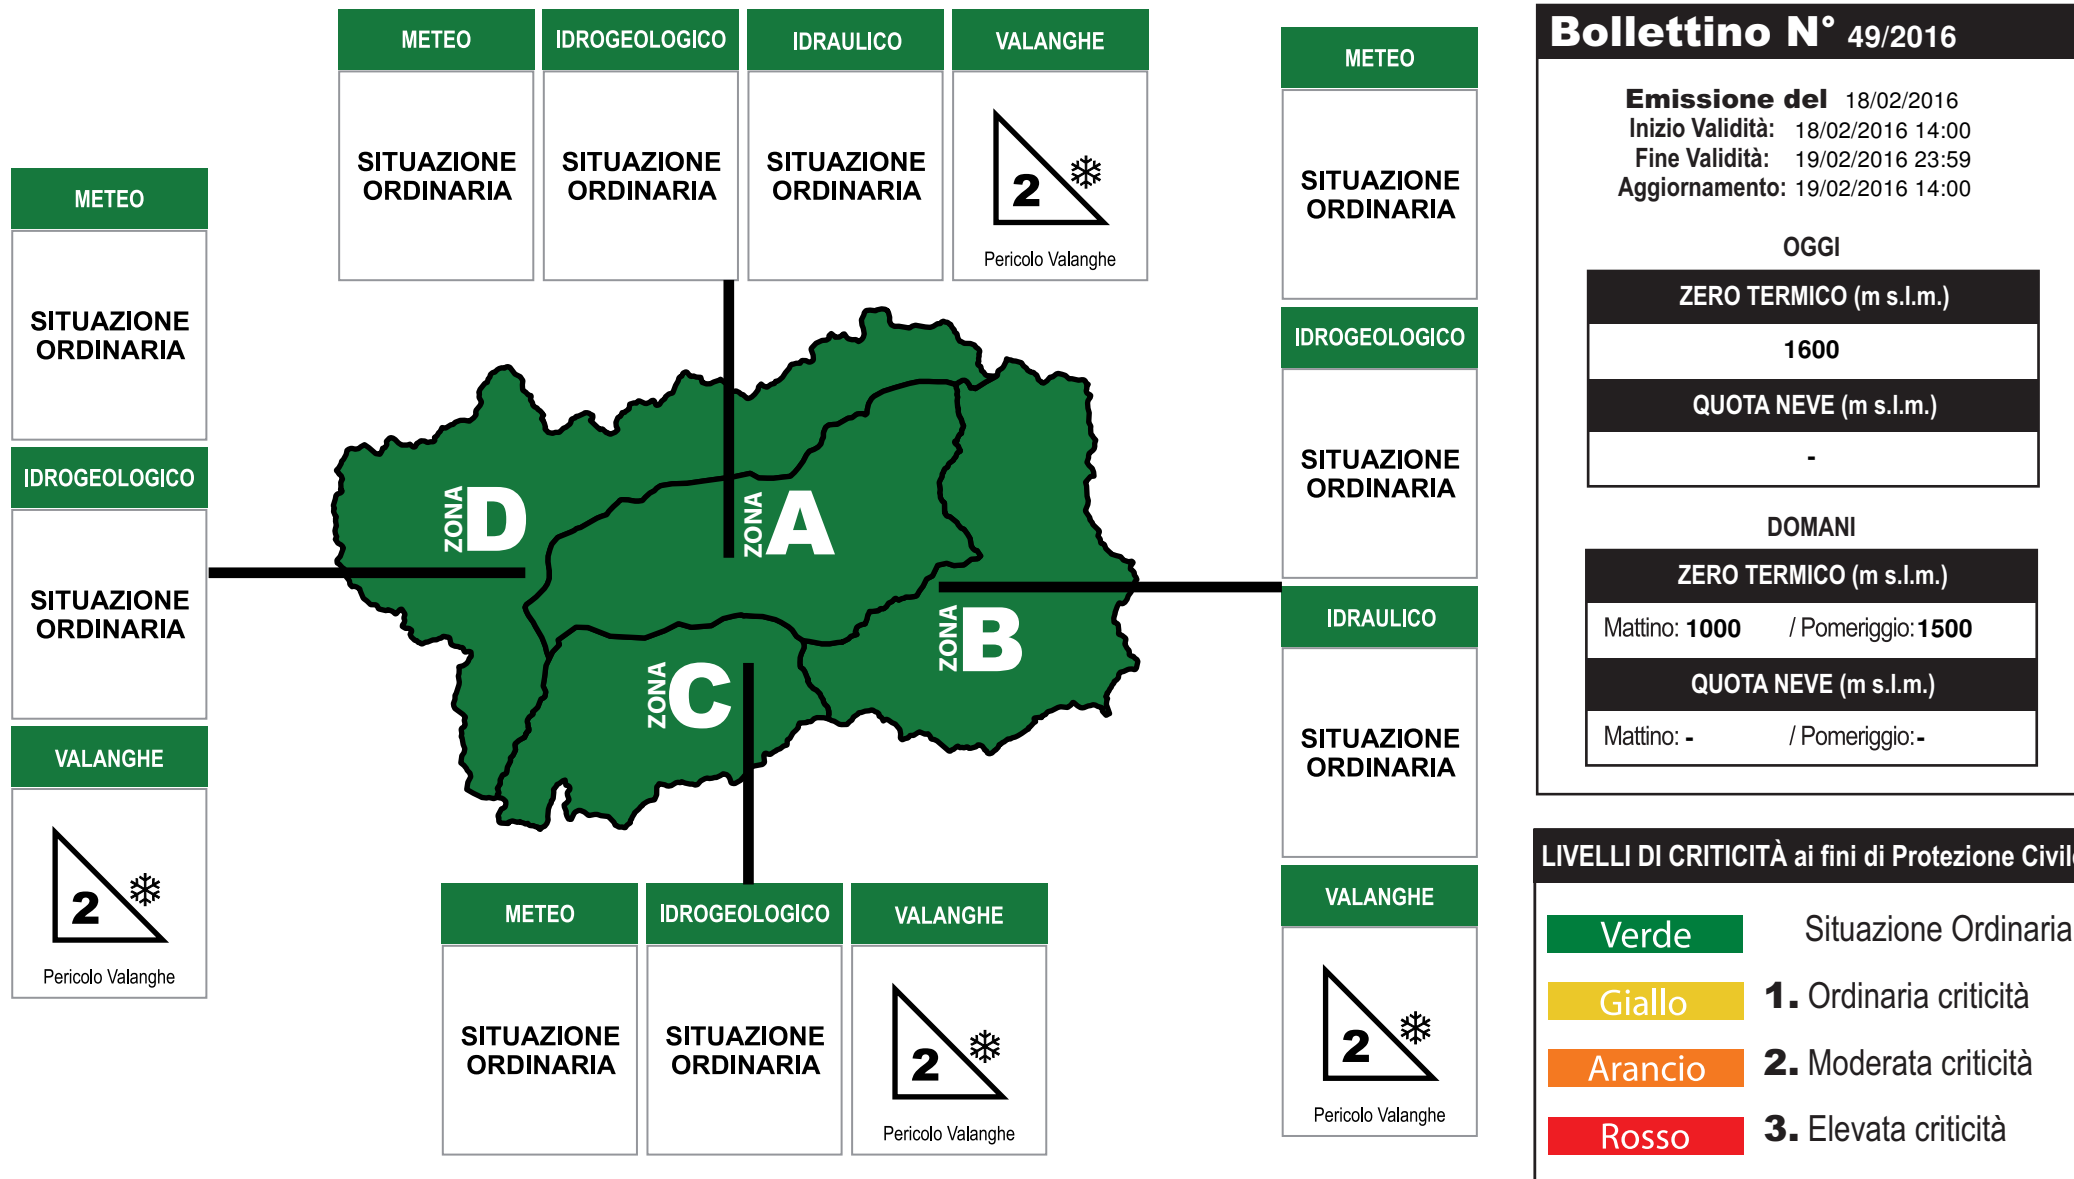 METEO
SITUAZIONE
ORDINARIA
IDROGEOLOGICO
SITUAZIONE
ORDINARIA
VALANGHE
2
Pericolo Valanghe
METEO IDROGEOLOGICO IDRAULICO VALANGHE
SITUAZIONE SITUAZIONE SITUAZIONE
ORDINARIA ORDINARIA ORDINARIA
2
Pericolo Valanghe
ZONA D
ZONA A
ZONA B
ZONA C
METEO IDROGEOLOGICO VALANGHE
SITUAZIONE SITUAZIONE
ORDINARIA ORDINARIA
2
Pericolo Valanghe
METEO
SITUAZIONE
ORDINARIA
IDROGEOLOGICO
SITUAZIONE
ORDINARIA
IDRAULICO
SITUAZIONE
ORDINARIA
VALANGHE
2
Pericolo Valanghe
Bollettino N° 49/2016
Emissione del 18/02/2016
Inizio Validità: 18/02/2016 14:00
Fine Validità: 19/02/2016 23:59
Aggiornamento: 19/02/2016 14:00
OGGI
ZERO TERMICO (m s.l.m.)
1600
QUOTA NEVE (m s.l.m.)
-
DOMANI
ZERO TERMICO (m s.l.m.)
Mattino: 1000 / Pomeriggio: 1500
QUOTA NEVE (m s.l.m.)
Mattino: - / Pomeriggio: -
LIVELLI DI CRITICITÀ ai fini di Protezione Civile
Verde Situazione Ordinaria
Giallo 1. Ordinaria criticità
Arancio 2. Moderata criticità
Rosso 3. Elevata criticità